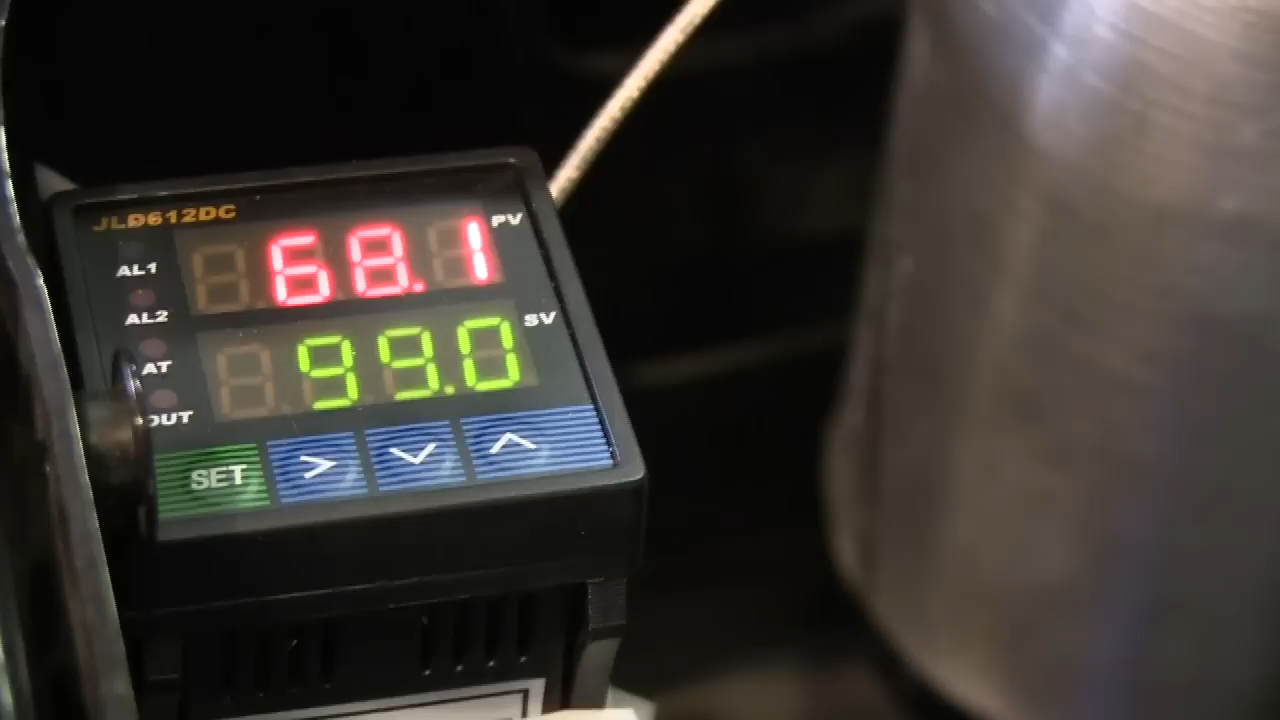 JLD612DC
68.1 PV
AL1
AL2
99.0 SV
AT
OUT
SET > ∨ ∧